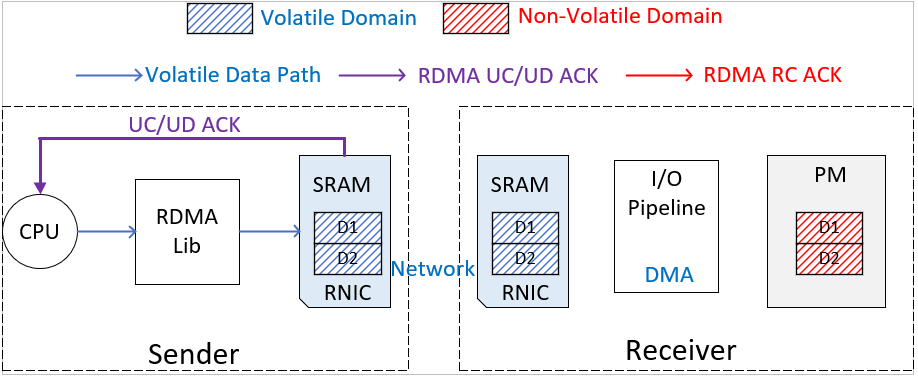 Volatile Domain
Non-Volatile Domain
Volatile Data Path
RDMA UC/UD ACK
RDMA RC ACK
UC/UD ACK
CPU
RDMA
Lib
SRAM
D1
D2
RNIC
Sender
Network
SRAM
D1
D2
RNIC
I/O
Pipeline
DMA
PM
D1
D2
Receiver